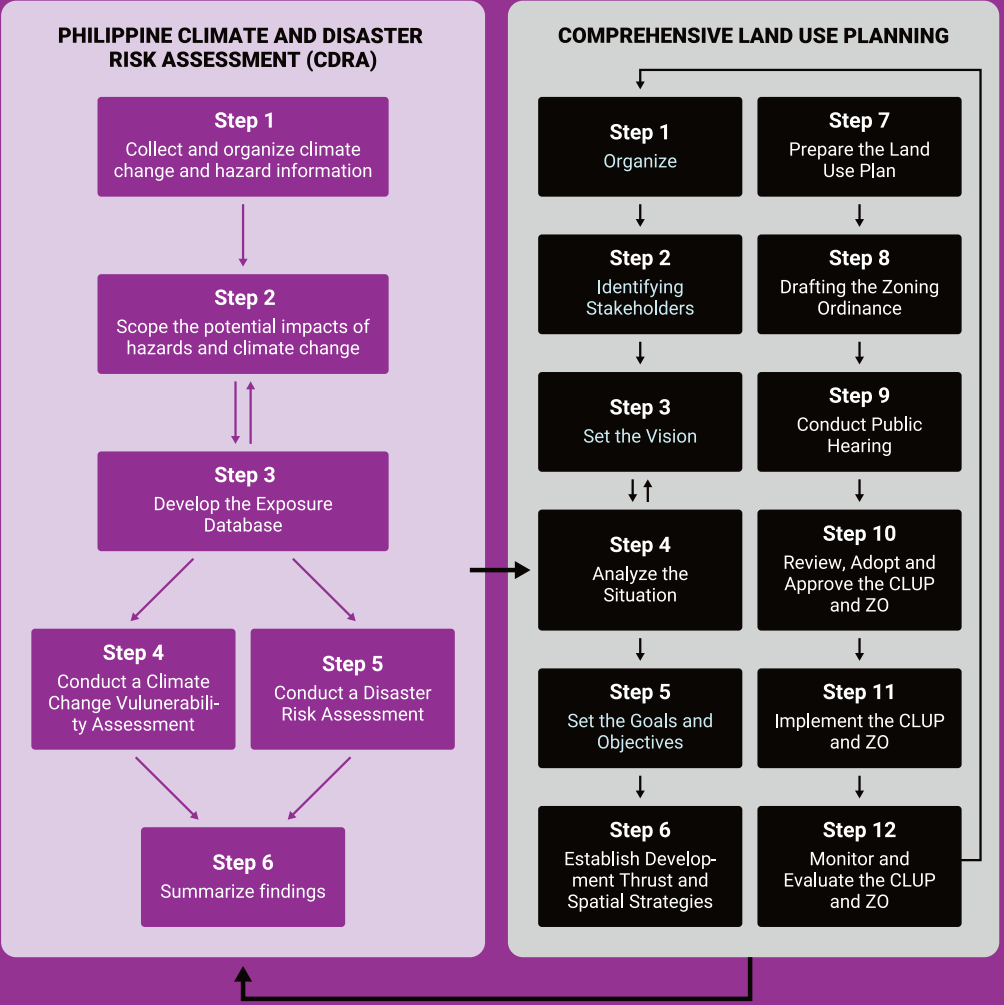 PHILIPPINE CLIMATE AND DISASTER
RISK ASSESSMENT (CDRA)
Step 1
Collect and organize climate
change and hazard information
Step 2
Scope the potential impacts of
hazards and climate change
Step 3
Develop the Exposure
Database
Step 4
Conduct a Climate
Change Vulunerabili-
ty Assessment
Step 5
Conduct a Disaster
Risk Assessment
Step 6
Summarize findings
COMPREHENSIVE LAND USE PLANNING
Step 1
Organize
Step 2
Identifying
Stakeholders
Step 3
Set the Vision
Step 4
Analyze the
Situation
Step 5
Set the Goals and
Objectives
Step 6
Establish Develop-
ment Thrust and
Spatial Strategies
Step 7
Prepare the Land
Use Plan
Step 8
Drafting the Zoning
Ordinance
Step 9
Conduct Public
Hearing
Step 10
Review, Adopt and
Approve the CLUP
and ZO
Step 11
Implement the CLUP
and ZO
Step 12
Monitor and
Evaluate the CLUP
and ZO